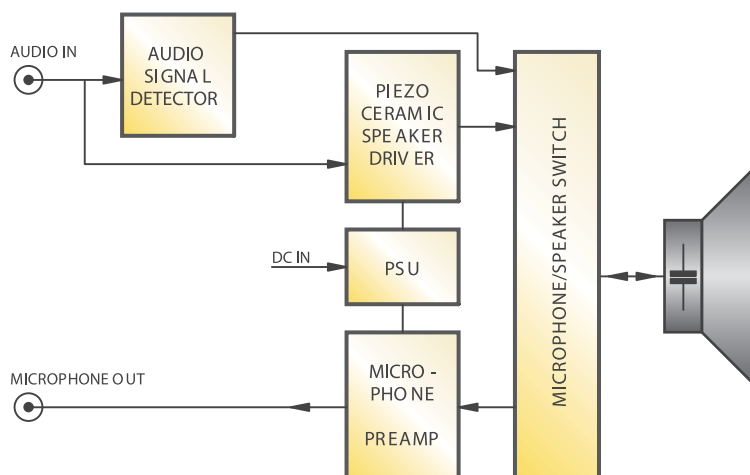 AUDIO IN
AUDIO
SIGNAL
DETECTOR
PIEZO
CERAMIC
SPEAKER
DRIVER
MICROPHONE/SPEAKER SWITCH
DC IN
PSU
MICROPHONE OUT
MICRO -
PHONE
PREAMP